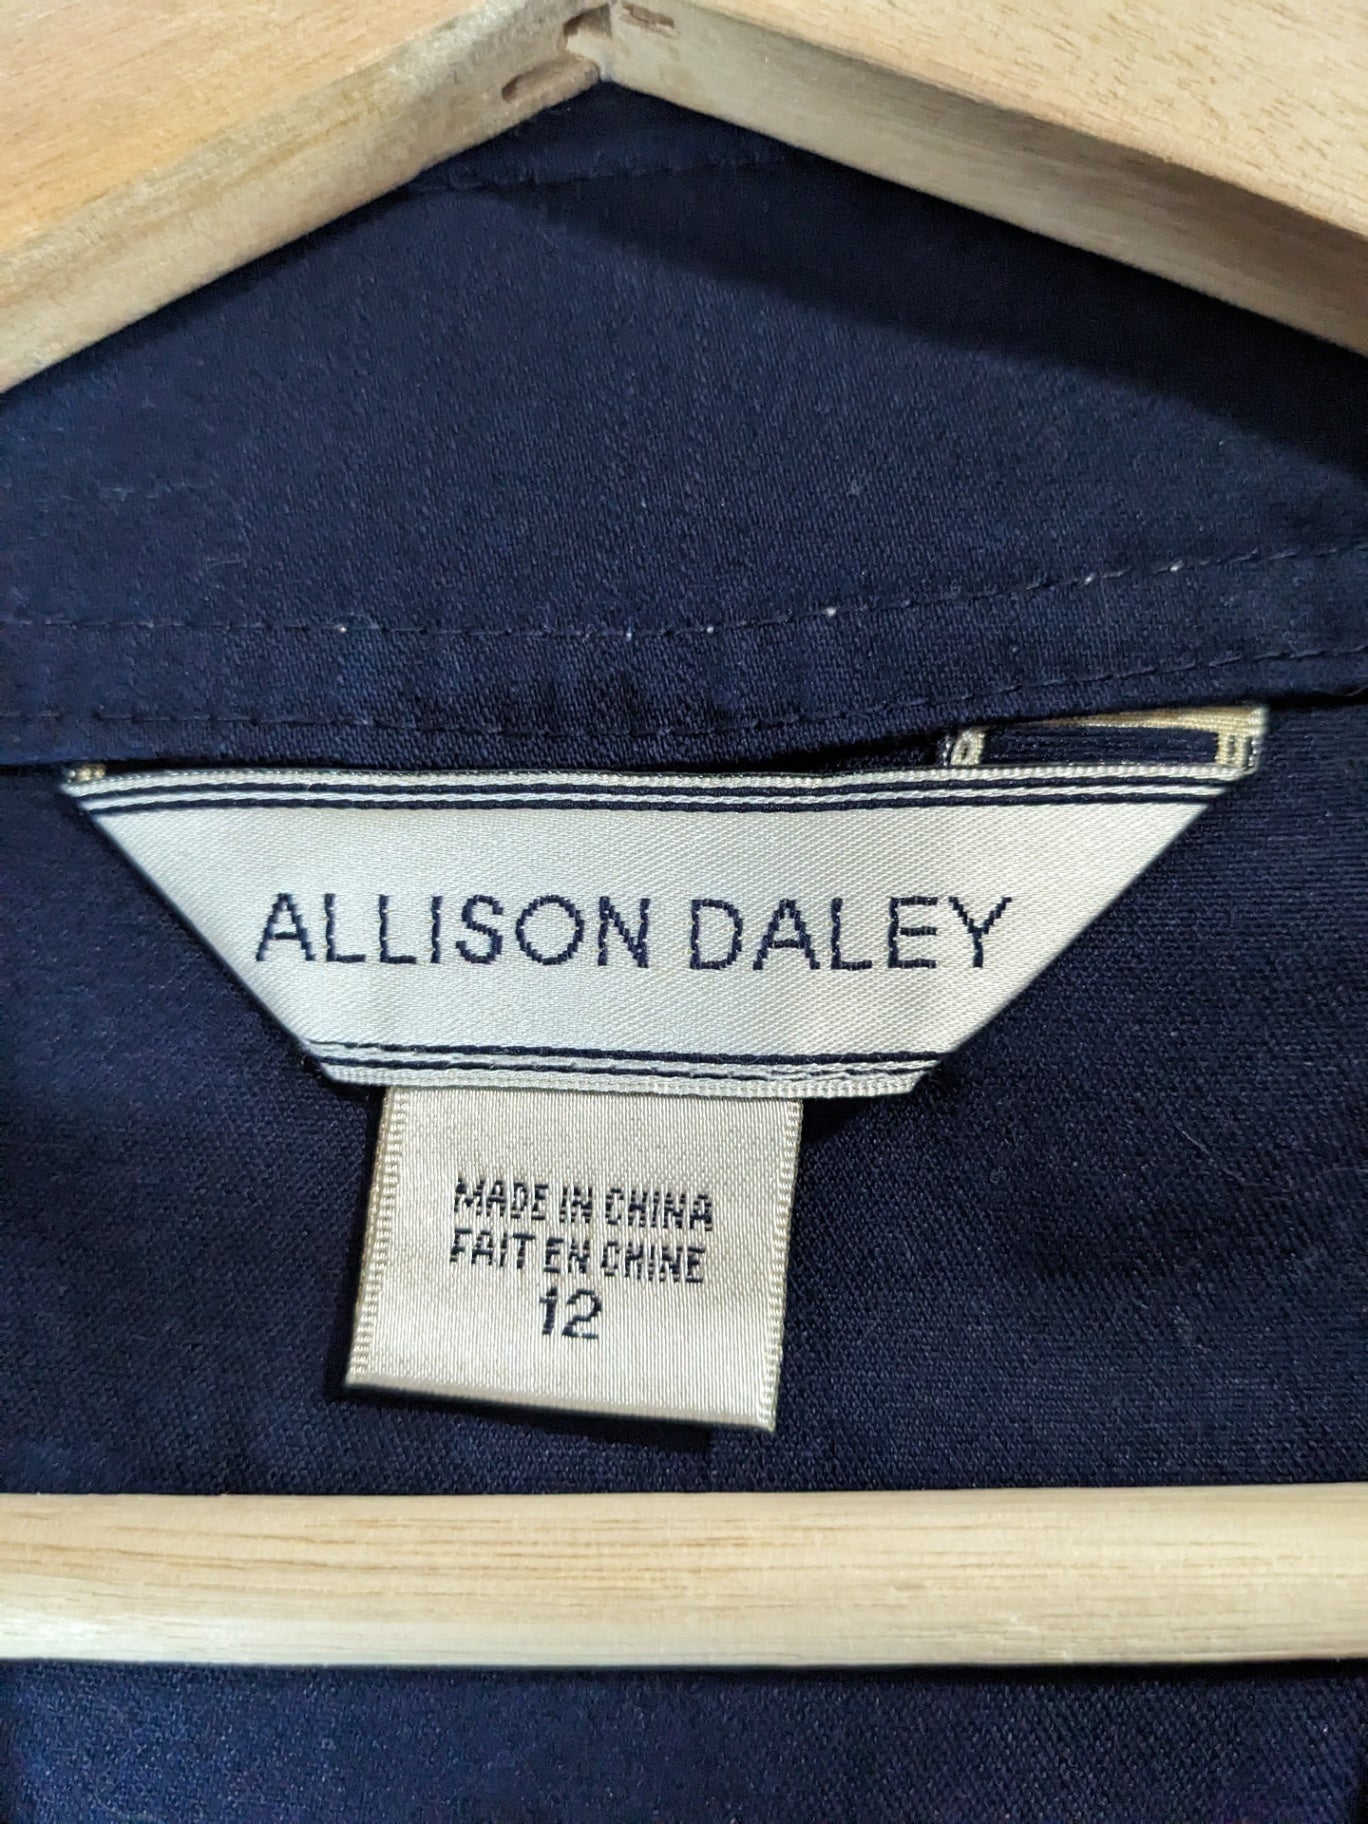 ALLISON DALEY
MADE IN CHINA
FAIT EN CHINE
12